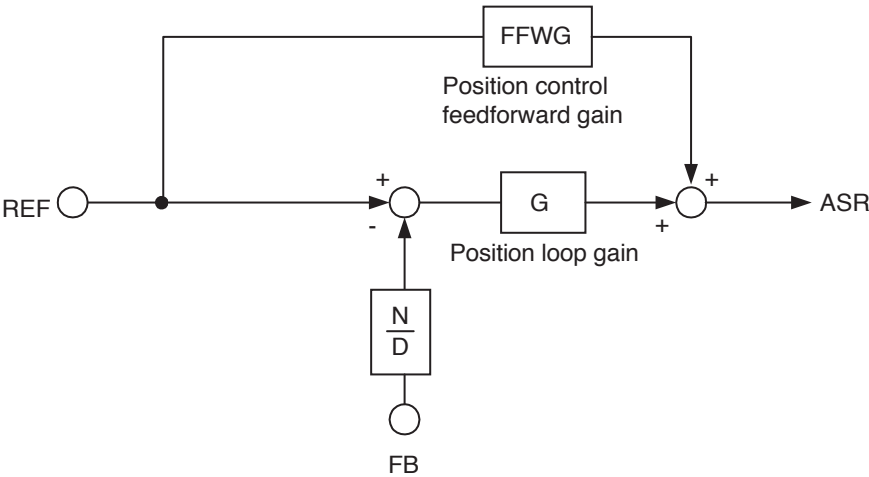 FFWG
Position control
feedforward gain
+
+
REF
G
ASR
-
+
Position loop gain
N
D
FB